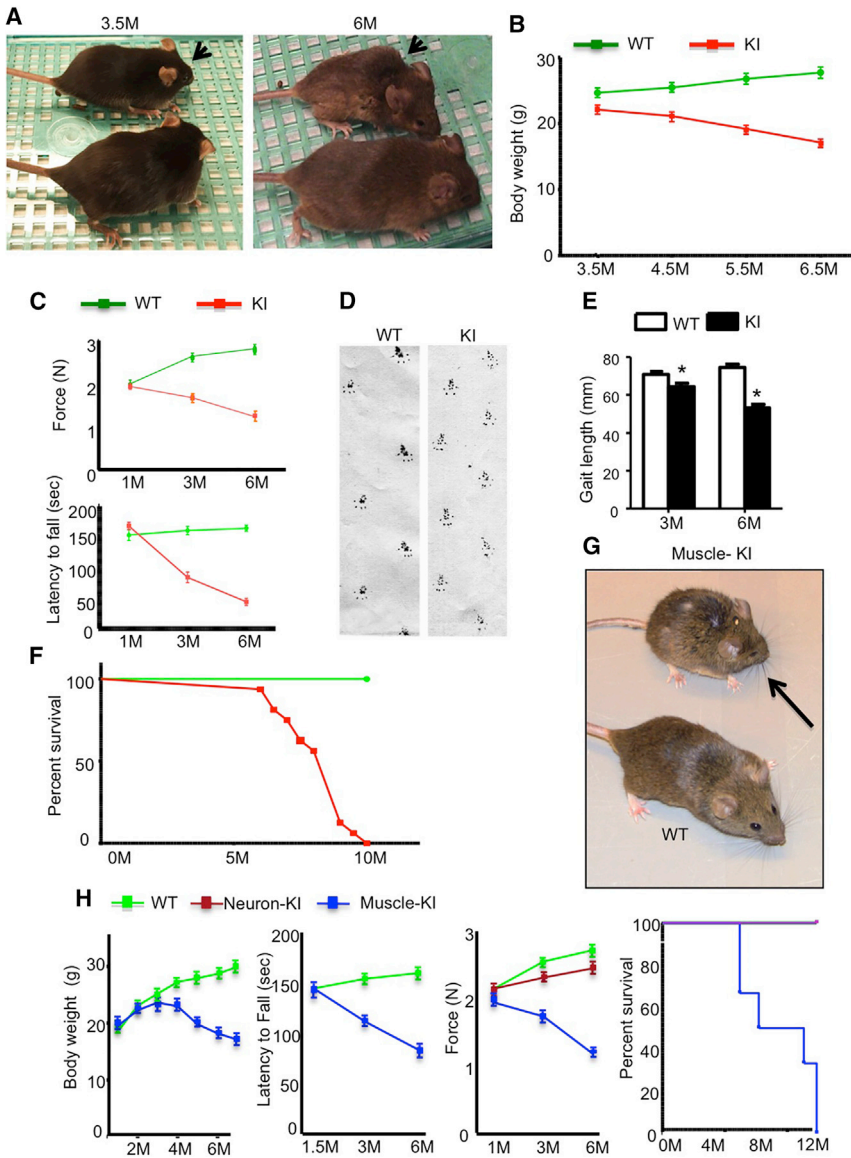 A
3.5M
6M
B
WT
KI
Body weight (g)
30
20
10
0
3.5M 4.5M 5.5M 6.5M
C
WT
KI
Force (N)
3
2
1
0
1M 3M 6M
Latency to fall (sec)
200
150
100
50
0
1M 3M 6M
D
WT KI
E
WT KI
Gait length (mm)
80
60
40
20
0
* *
3M 6M
F
Percent survival
100
50
0
0M 5M 10M
G
Muscle- KI
WT
H
WT Neuron-KI Muscle-KI
Body weight (g)
30
20
10
0
2M 4M 6M
Latency to Fall (sec)
200
150
100
50
0
1.5M 3M 6M
Force (N)
3
2
1
0
1M 3M 6M
Percent survival
100
80
60
40
20
0
0M 4M 8M 12M